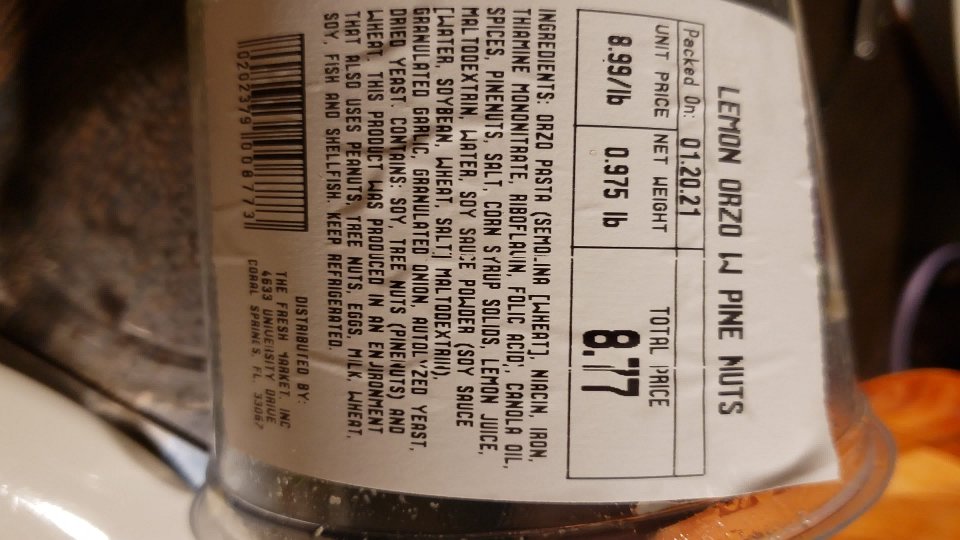 LEMON ORZO W PINE NUTS
Packed On: 01.20.21
UNIT PRICE NET WEIGHT TOTAL PRICE
8.99/lb 0.975 lb 8.77
INGREDIENTS: ORZO PASTA (SEMOLINA [WHEAT], NIACIN, IRON,
THIAMINE MONONITRATE, RIBOFLAVIN, FOLIC ACID), CANOLA OIL,
SPICES, PINENUTS, SALT, CORN SYRUP SOLIDS, LEMON JUICE,
MALTODEXTRIN, WATER, SOY SAUCE POWDER (SOY SAUCE
[WATER, SOYBEAN, WHEAT, SALT] MALTODEXTRIN),
GRANULATED GARLIC, GRANULATED ONION, AUTOLYZED YEAST,
DRIED YEAST. CONTAINS: SOY, TREE NUTS (PINENUTS) AND
WHEAT. THIS PRODUCT WAS PRODUCED IN AN ENVIRONMENT
THAT ALSO USES PEANUTS, TREE NUTS, EGGS, MILK, WHEAT,
SOY, FISH AND SHELLFISH. KEEP REFRIGERATED.
DISTRIBUTED BY:
THE FRESH MARKET, INC
4633 UNIVERSITY DRIVE
CORAL SPRINGS, FL. 33067
0202379 1008773